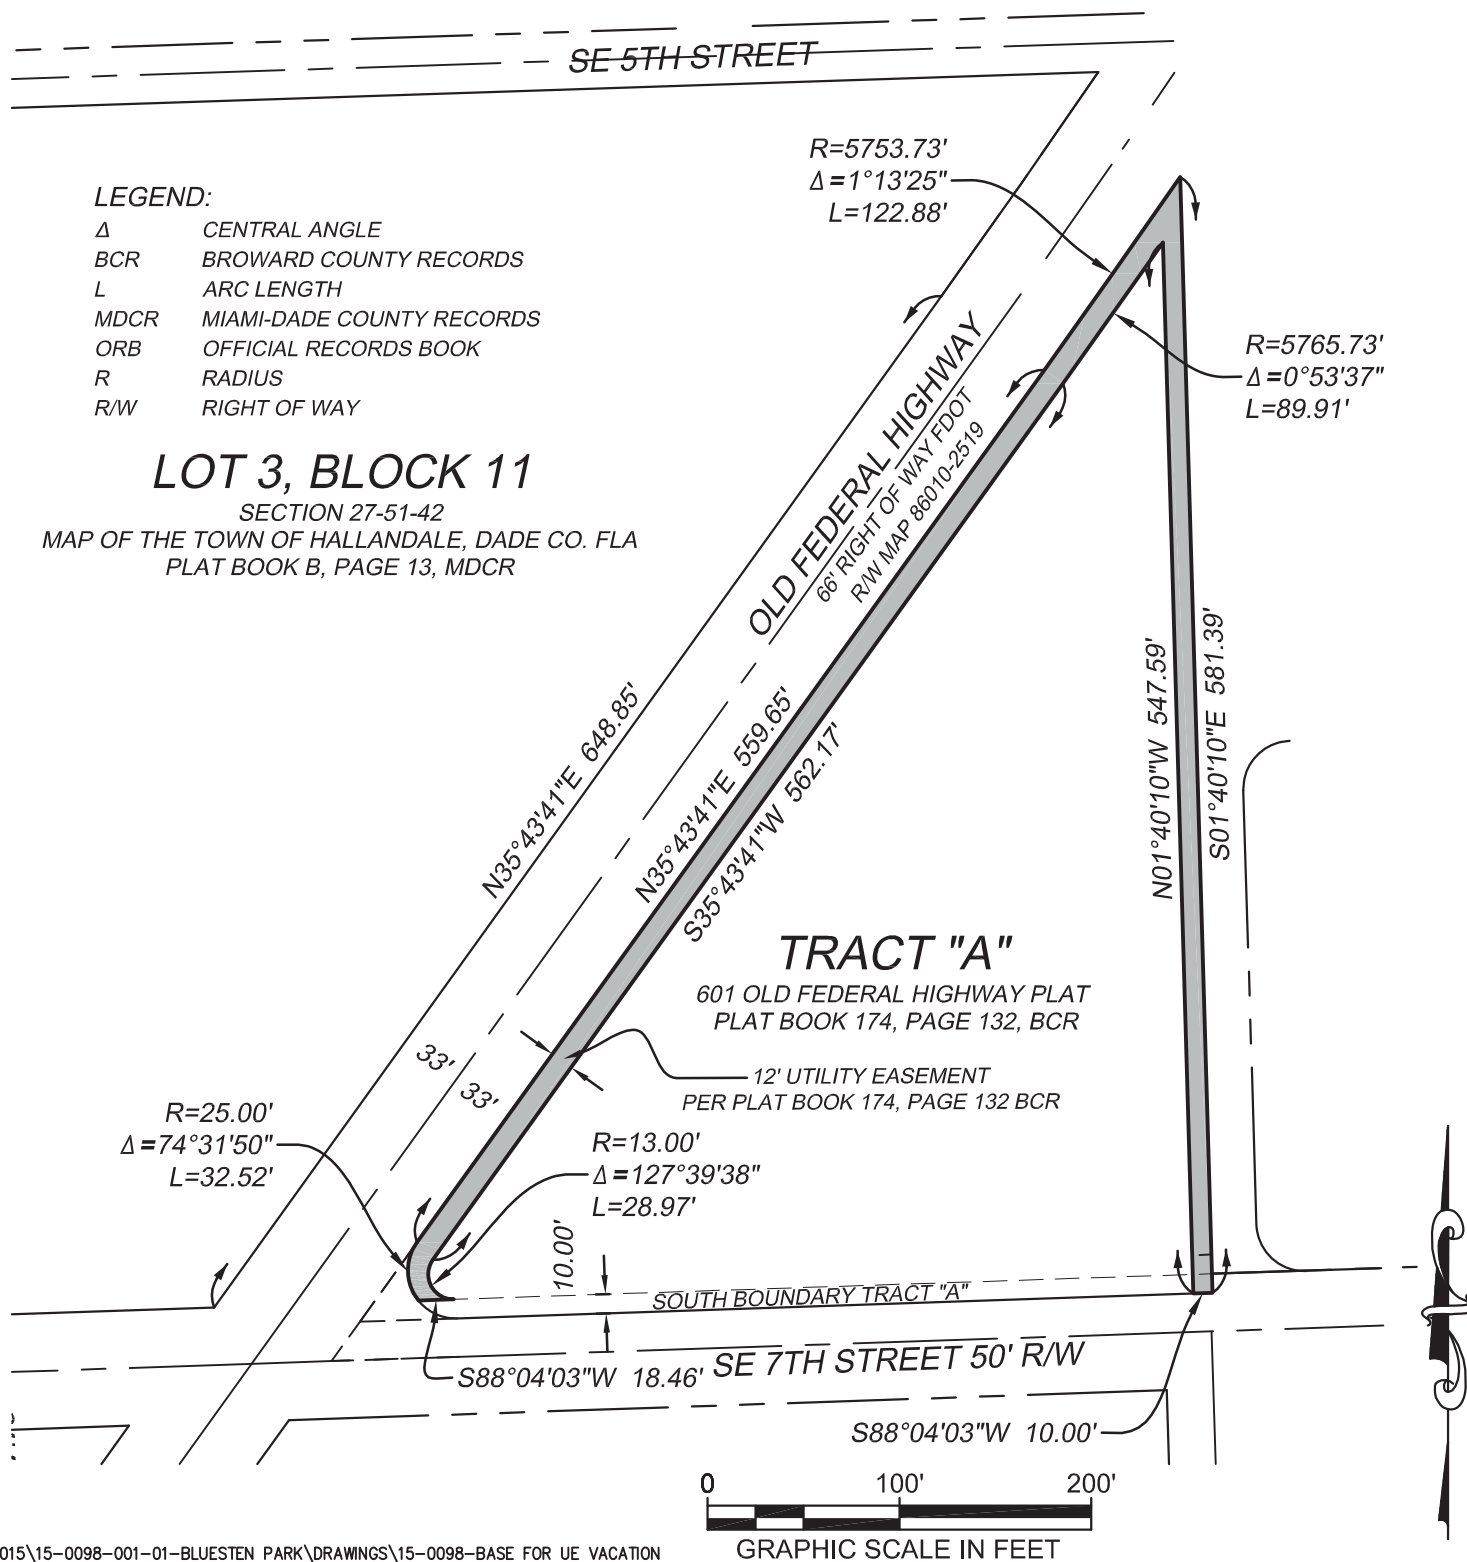 SE 5TH STREET
R=5753.73'
Δ=1°13'25"
L=122.88'
LEGEND:
Δ CENTRAL ANGLE
BCR BROWARD COUNTY RECORDS
L ARC LENGTH
MDCR MIAMI-DADE COUNTY RECORDS
ORB OFFICIAL RECORDS BOOK
R RADIUS
R/W RIGHT OF WAY
R=5765.73'
Δ=0°53'37"
L=89.91'
LOT 3, BLOCK 11
SECTION 27-51-42
MAP OF THE TOWN OF HALLANDALE, DADE CO. FLA
PLAT BOOK B, PAGE 13, MDCR
OLD FEDERAL HIGHWAY
66' RIGHT OF WAY FDOT
R/W MAP 86010-2519
N35°43'41"E 648.85'
N35°43'41"E 559.65'
S35°43'41"W 562.17'
N01°40'10"W 547.59'
S01°40'10"E 581.39'
TRACT "A"
601 OLD FEDERAL HIGHWAY PLAT
PLAT BOOK 174, PAGE 132, BCR
12' UTILITY EASEMENT
PER PLAT BOOK 174, PAGE 132 BCR
33'
33'
R=25.00'
Δ=74°31'50"
L=32.52'
R=13.00'
Δ=127°39'38"
L=28.97'
10.00'
SOUTH BOUNDARY TRACT "A"
S88°04'03"W 18.46'
SE 7TH STREET 50' R/W
S88°04'03"W 10.00'
0 100' 200'
GRAPHIC SCALE IN FEET
015\15-0098-001-01-BLUESTEN PARK\DRAWINGS\15-0098-BASE FOR UE VACATION